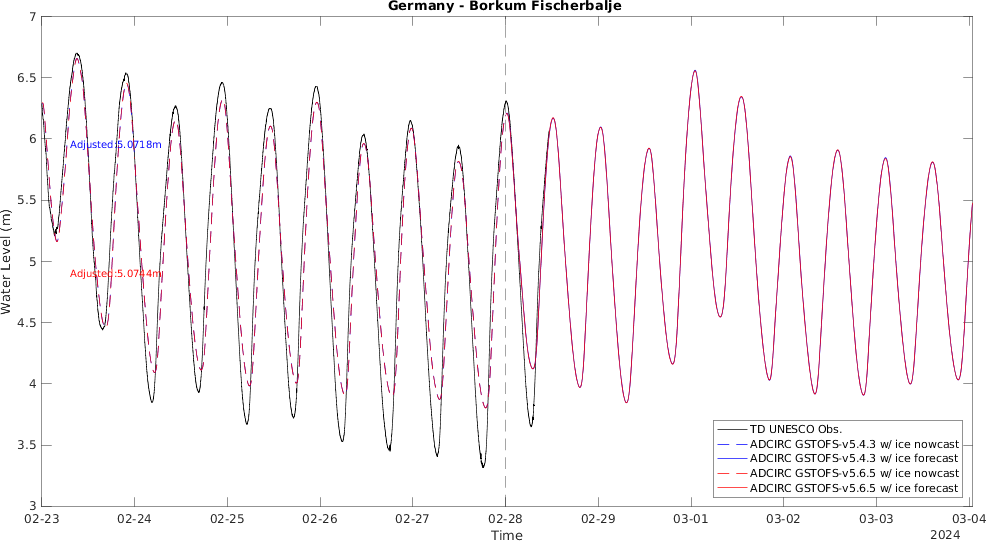 Germany - Borkum Fischerbalje
7
6.5
6
5.5
5
4.5
4
3.5
3
Water Level (m)
Adjusted:5.0718m
Adjusted:5.0744m
TD UNESCO Obs.
ADCIRC GSTOFS-v5.4.3 w/ ice nowcast
ADCIRC GSTOFS-v5.4.3 w/ ice forecast
ADCIRC GSTOFS-v5.6.5 w/ ice nowcast
ADCIRC GSTOFS-v5.6.5 w/ ice forecast
02-23 02-24 02-25 02-26 02-27 02-28 02-29 03-01 03-02 03-03 03-04
Time
2024